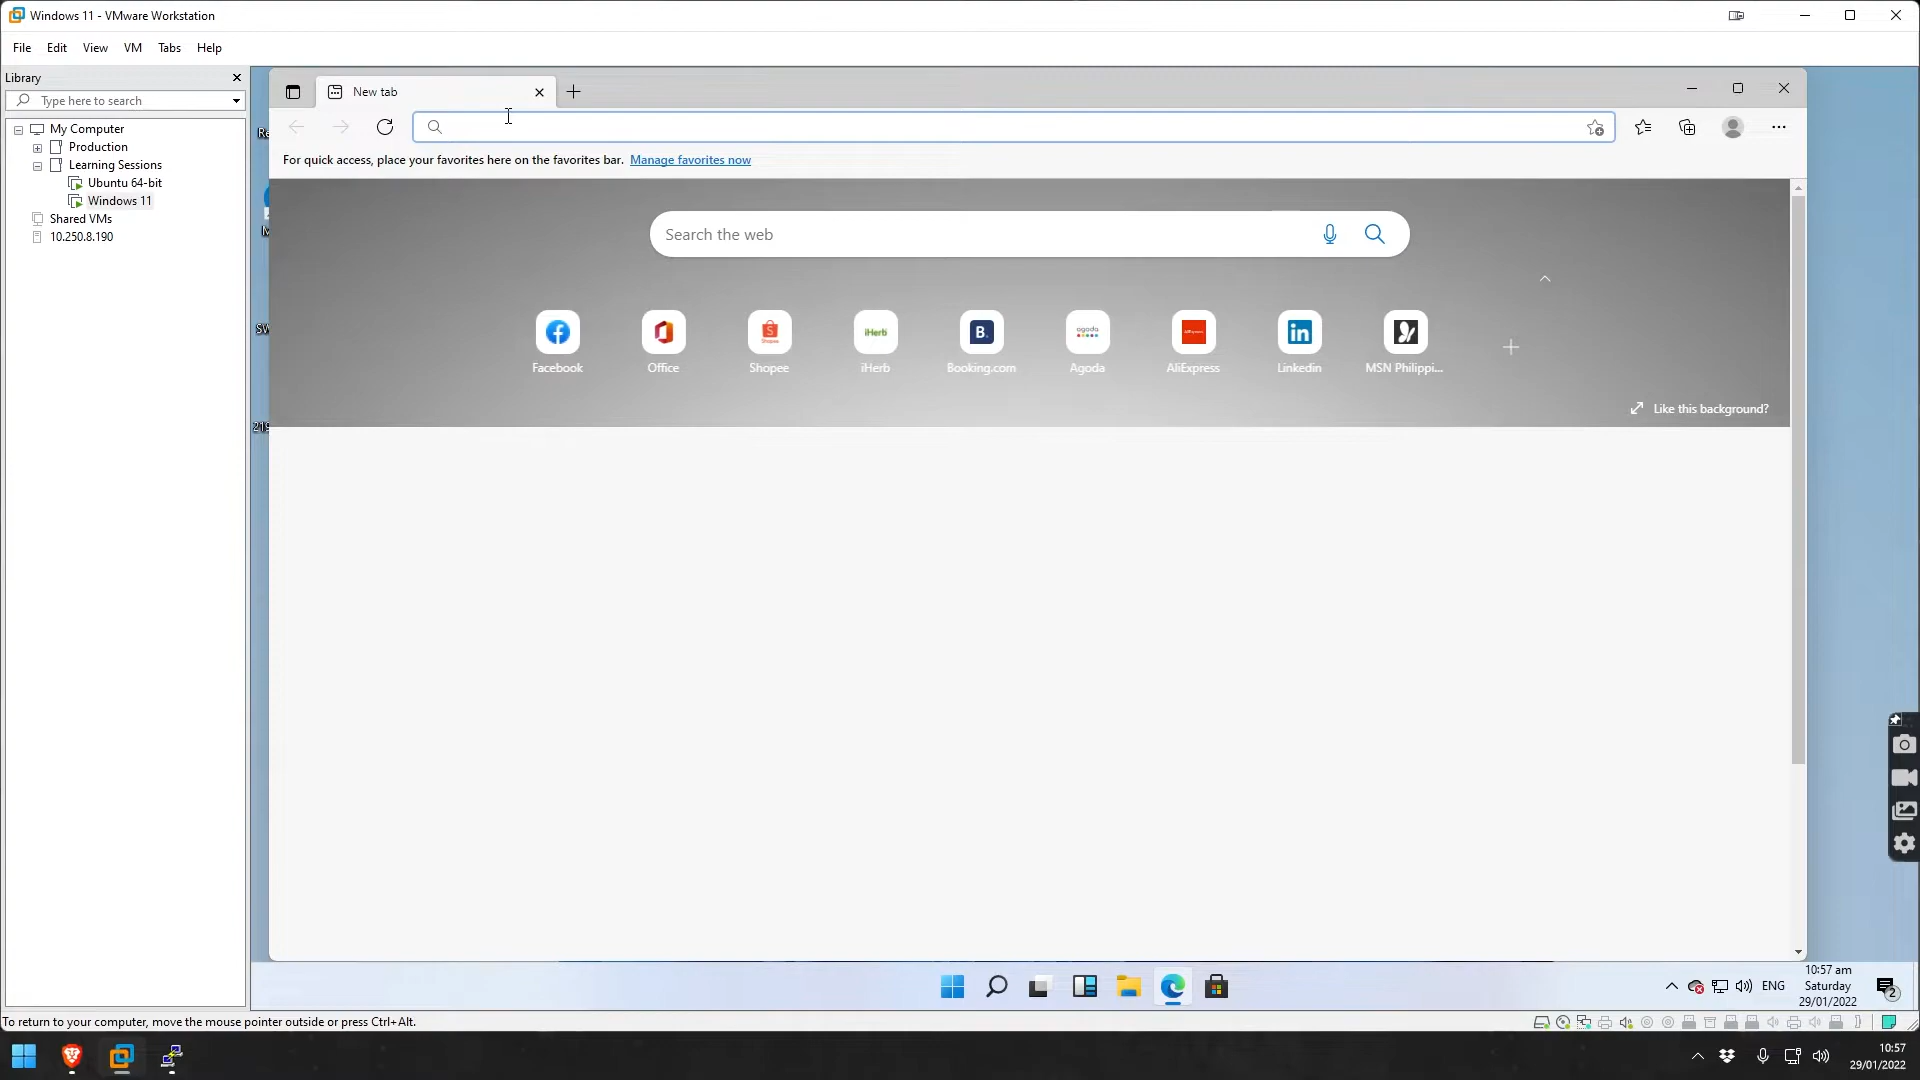 Windows 11 - VMware Workstation
File Edit View VM Tabs Help
Library
Type here to search
My Computer
Production
Learning Sessions
Ubuntu 64-bit
Windows 11
Shared VMs
10.250.8.190
New tab
For quick access, place your favorites here on the favorites bar. Manage favorites now
Search the web
Facebook Office Shopee iHerb Booking.com Agoda AliExpress Linkedin MSN Philippi...
Like this background?
ENG
10:57 am
Saturday
29/01/2022
2
To return to your computer, move the mouse pointer outside or press Ctrl+Alt.
10:57
29/01/2022